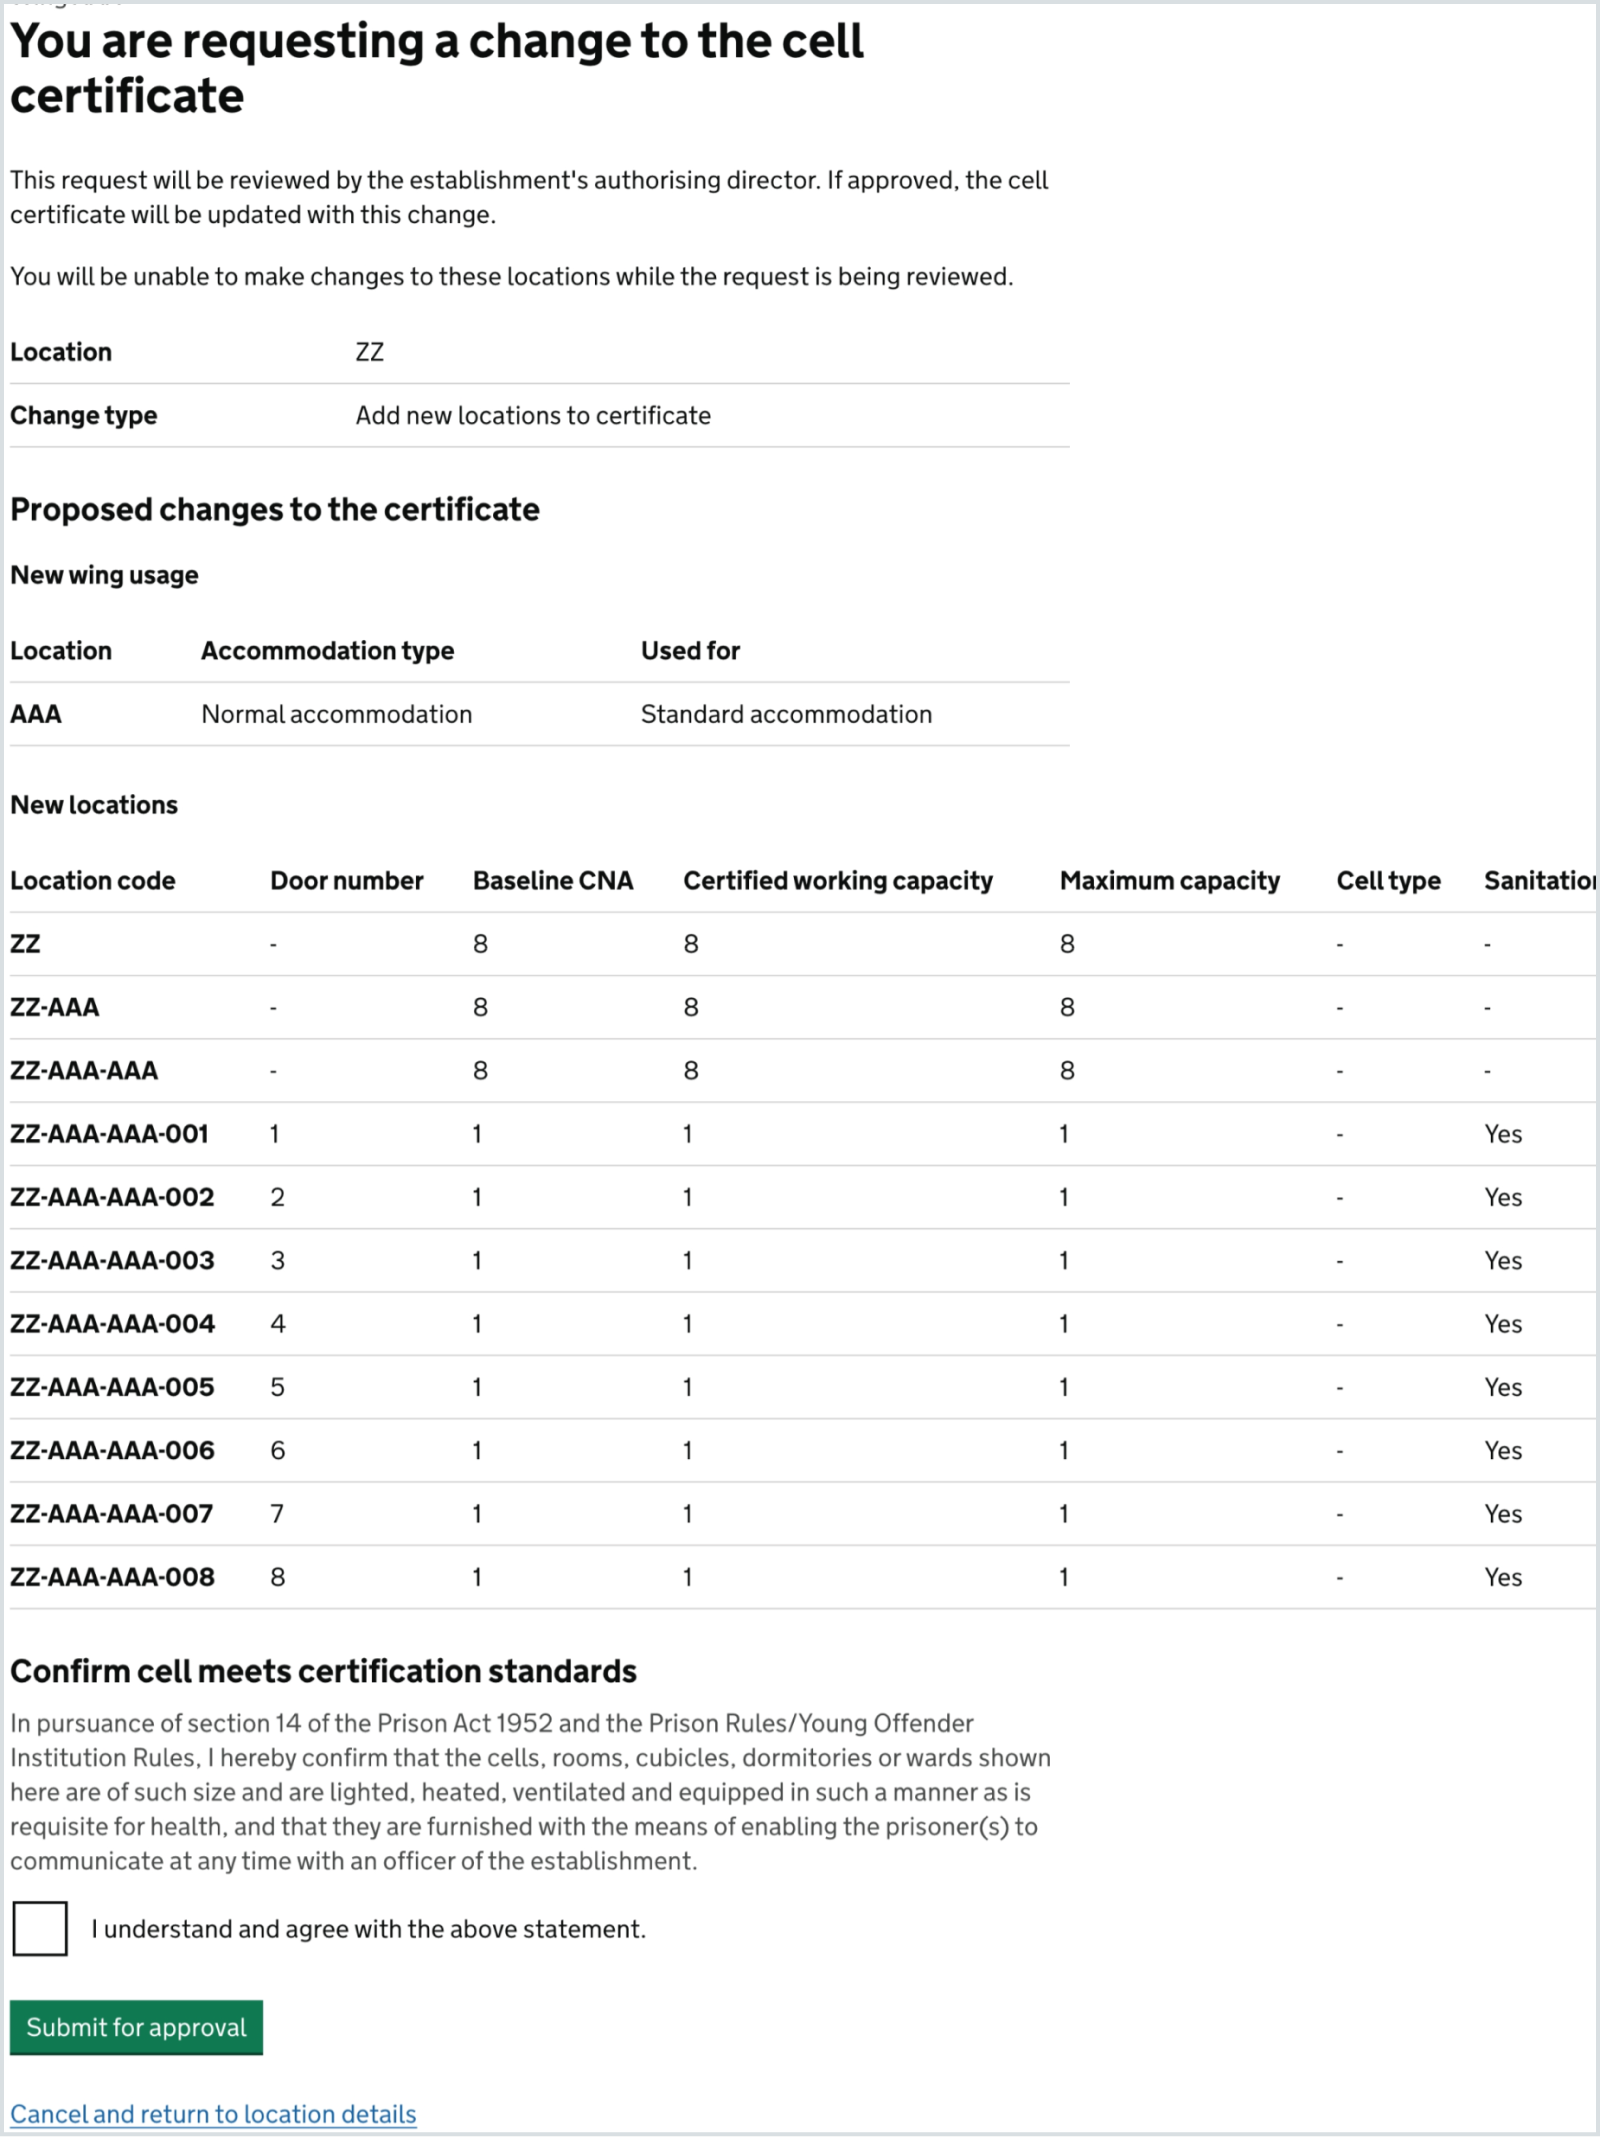 You are requesting a change to the cell
certificate
This request will be reviewed by the establishment's authorising director. If approved, the cell
certificate will be updated with this change.
You will be unable to make changes to these locations while the request is being reviewed.
Location ZZ
Change type Add new locations to certificate
Proposed changes to the certificate
New wing usage
Location Accommodation type Used for
AAA Normal accommodation Standard accommodation
New locations
Location code Door number Baseline CNA Certified working capacity Maximum capacity Cell type Sanitation
ZZ - 8 8 8 - -
ZZ-AAA - 8 8 8 - -
ZZ-AAA-AAA - 8 8 8 - -
ZZ-AAA-AAA-001 1 1 1 1 - Yes
ZZ-AAA-AAA-002 2 1 1 1 - Yes
ZZ-AAA-AAA-003 3 1 1 1 - Yes
ZZ-AAA-AAA-004 4 1 1 1 - Yes
ZZ-AAA-AAA-005 5 1 1 1 - Yes
ZZ-AAA-AAA-006 6 1 1 1 - Yes
ZZ-AAA-AAA-007 7 1 1 1 - Yes
ZZ-AAA-AAA-008 8 1 1 1 - Yes
Confirm cell meets certification standards
In pursuance of section 14 of the Prison Act 1952 and the Prison Rules/Young Offender
Institution Rules, I hereby confirm that the cells, rooms, cubicles, dormitories or wards shown
here are of such size and are lighted, heated, ventilated and equipped in such a manner as is
requisite for health, and that they are furnished with the means of enabling the prisoner(s) to
communicate at any time with an officer of the establishment.
I understand and agree with the above statement.
Submit for approval
Cancel and return to location details